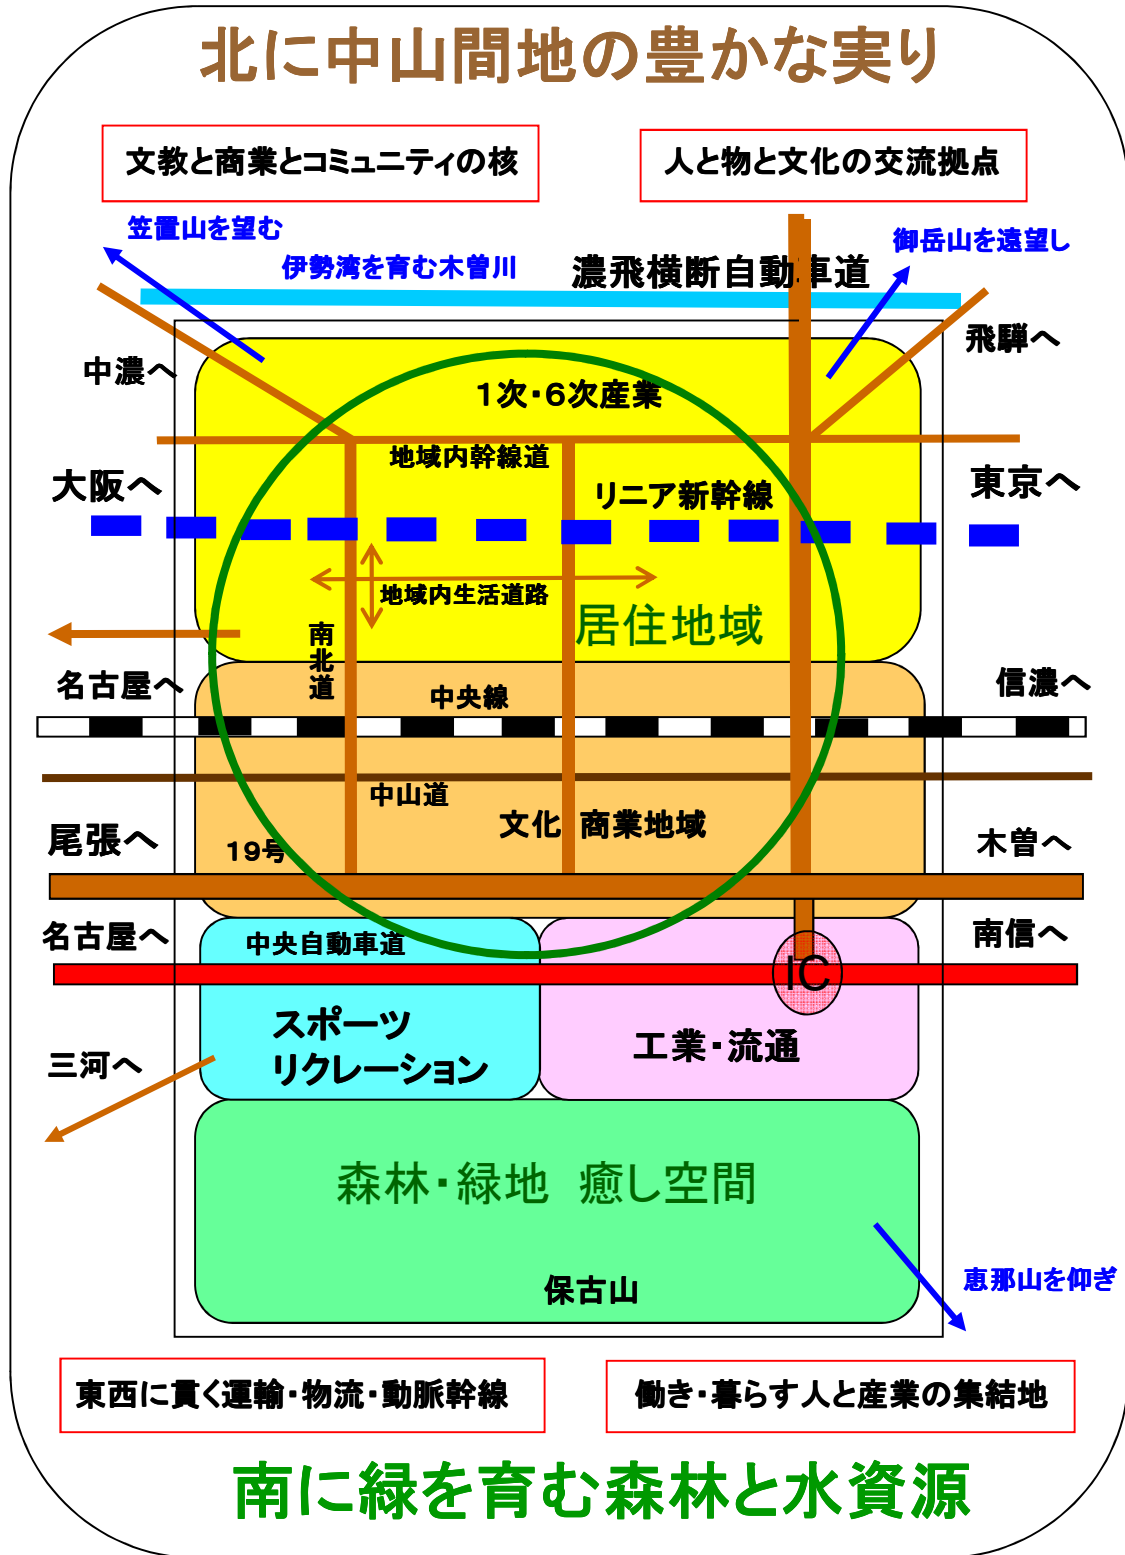 北に中山間地の豊かな実り
文教と商業とコミュニティの核
人と物と文化の交流拠点
笠置山を望む
御岳山を遠望し
伊勢湾を育む木曽川
濃飛横断自動車道
飛騨へ
中濃へ
1次・6次産業
地域内幹線道
大阪へ
リニア新幹線
東京へ
地域内生活道路
居住地域
南北道
名古屋へ
中央線
信濃へ
中山道
尾張へ
19号
文化 商業地域
木曽へ
名古屋へ
中央自動車道
南信へ
IC
スポーツ
リクレーション
工業・流通
三河へ
森林・緑地 癒し空間
保古山
恵那山を仰ぎ
東西に貫く運輸・物流・動脈幹線
働き・暮らす人と産業の集結地
南に緑を育む森林と水資源